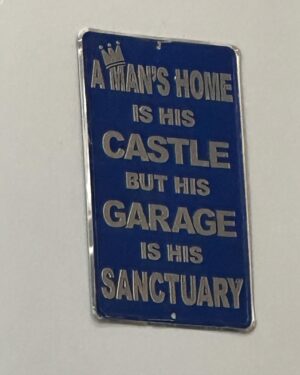 A MAN'S HOME
IS HIS
CASTLE
BUT HIS
GARAGE
IS HIS
SANCTUARY